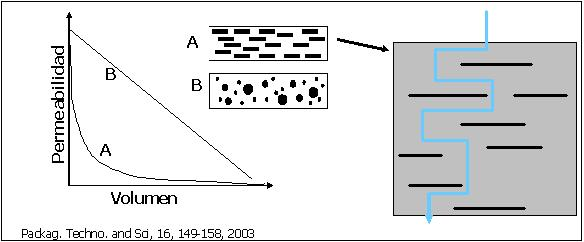 Permeabilidad
B
A
Volumen
A
B
Packag. Techno. and Sci, 16, 149-158, 2003